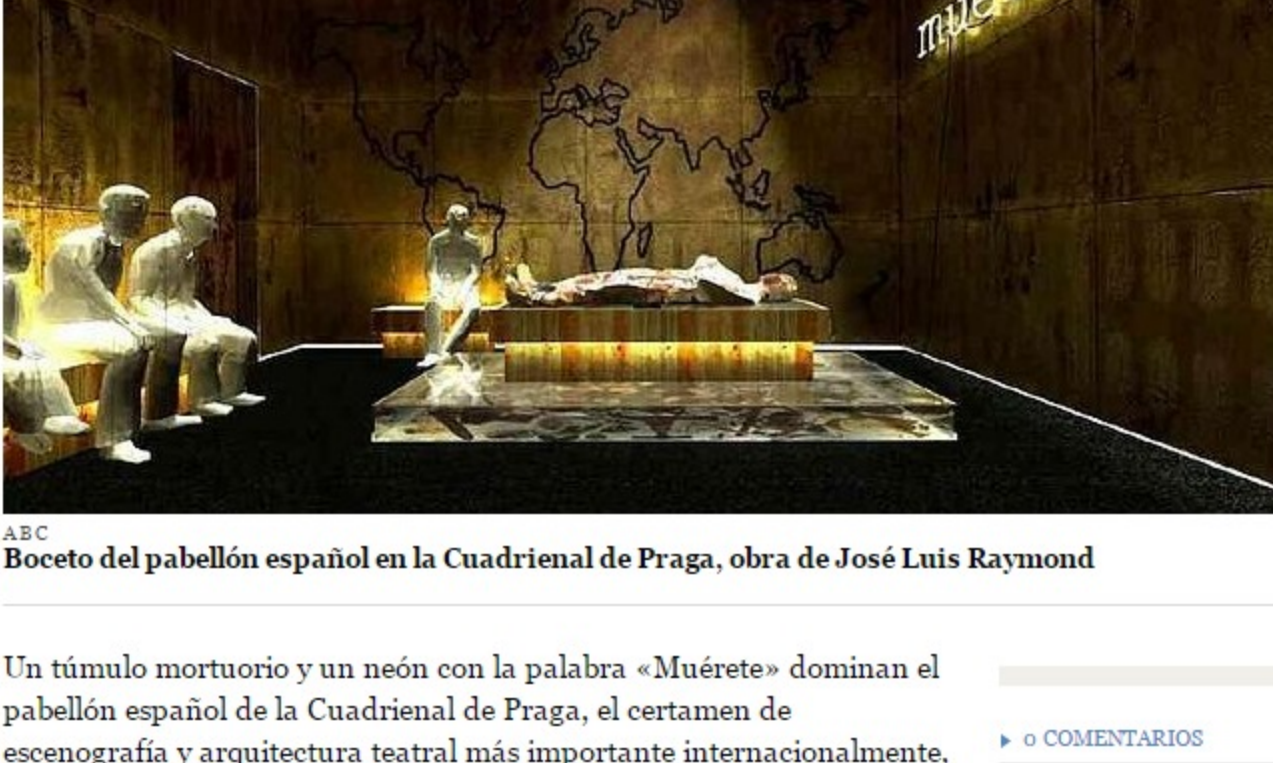 mue
ABC
Boceto del pabellón español en la Cuadrienal de Praga, obra de José Luis Raymond
Un túmulo mortuorio y un neón con la palabra «Muérete» dominan el
pabellón español de la Cuadrienal de Praga, el certamen de
escenografía y arquitectura teatral más importante internacionalmente,
0 COMENTARIOS